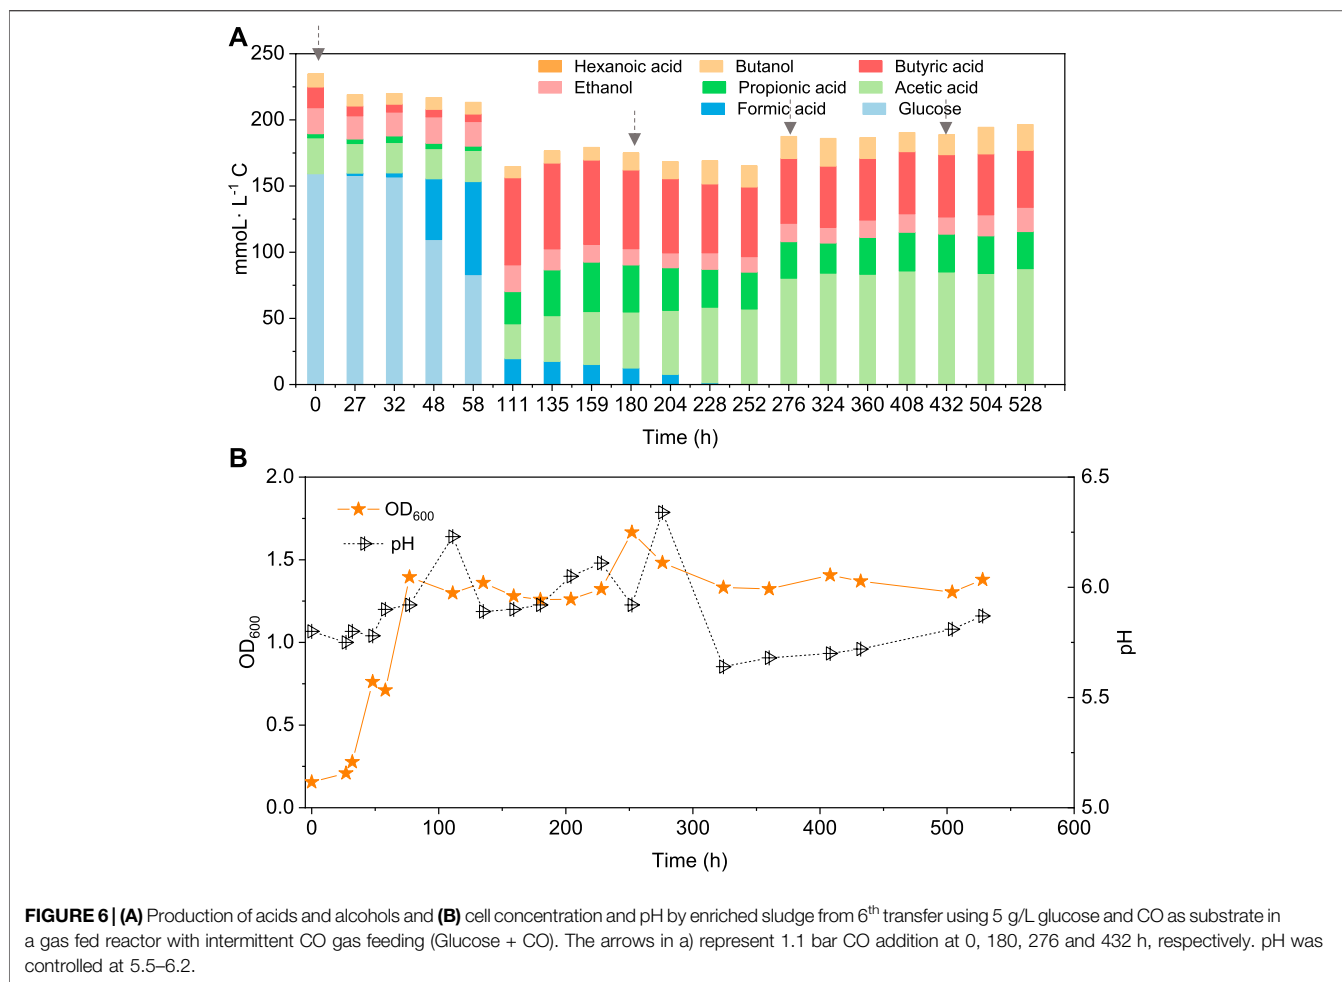 A
250
200
150
100
50
0
mmoL· L⁻¹ C
Hexanoic acid Butanol Butyric acid
Ethanol Propionic acid Acetic acid
Formic acid Glucose
0 27 32 48 58 111 135 159 180 204 228 252 276 324 360 408 432 504 528
Time (h)
B
2.0
1.5
1.0
0.5
0.0
OD₆₀₀
OD₆₀₀
pH
6.5
6.0
5.5
5.0
pH
0 100 200 300 400 500 600
Time (h)
FIGURE 6 | (A) Production of acids and alcohols and (B) cell concentration and pH by enriched sludge from 6th transfer using 5 g/L glucose and CO as substrate in
a gas fed reactor with intermittent CO gas feeding (Glucose + CO). The arrows in a) represent 1.1 bar CO addition at 0, 180, 276 and 432 h, respectively. pH was
controlled at 5.5–6.2.